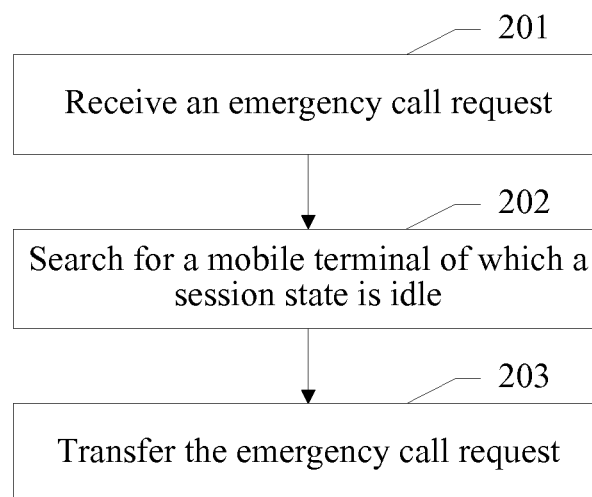 201
Receive an emergency call request
202
Search for a mobile terminal of which a
session state is idle
203
Transfer the emergency call request